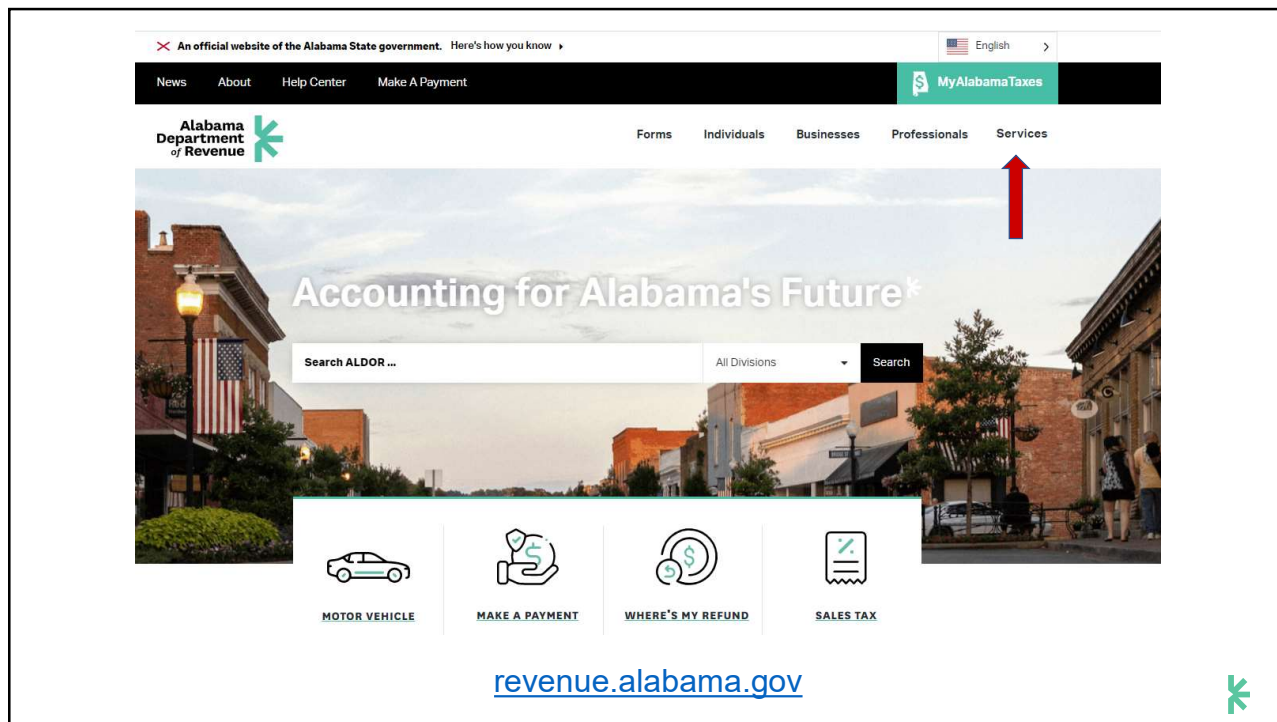 An official website of the Alabama State government. Here's how you know
English
News About Help Center Make A Payment
MyAlabamaTaxes
Alabama
Department
of Revenue
Forms Individuals Businesses Professionals Services
Accounting for Alabama's Future
Search ALDOR ...
All Divisions
Search
MOTOR VEHICLE
MAKE A PAYMENT
WHERE'S MY REFUND
SALES TAX
revenue.alabama.gov